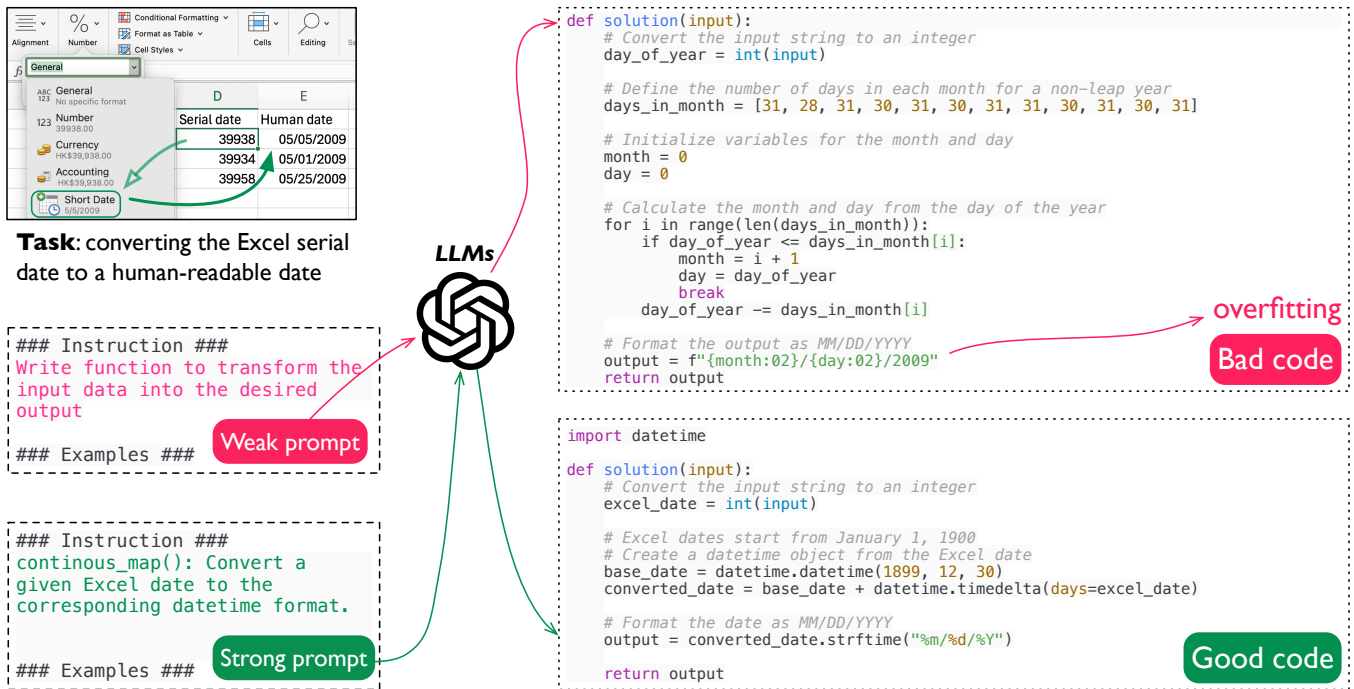 Alignment
%
Number
Conditional Formatting
Format as Table
Cell Styles
Cells
Editing
General
ABC
123
General
No specific format
123
Number
39938.00
Currency
HK$39,938.00
Accounting
HK$39,938.00
Short Date
5/5/2009
D
E
Serial date
Human date
39938
05/05/2009
39934
05/01/2009
39958
05/25/2009
Task: converting the Excel serial
date to a human-readable date
### Instruction ###
Write function to transform the
input data into the desired
output
### Examples ###
Weak prompt
### Instruction ###
continous_map(): Convert a
given Excel date to the
corresponding datetime format.
### Examples ###
Strong prompt
LLMs
def solution(input):
    # Convert the input string to an integer
    day_of_year = int(input)
    # Define the number of days in each month for a non-leap year
    days_in_month = [31, 28, 31, 30, 31, 30, 31, 31, 30, 31, 30, 31]
    # Initialize variables for the month and day
    month = 0
    day = 0
    # Calculate the month and day from the day of the year
    for i in range(len(days_in_month)):
        if day_of_year <= days_in_month[i]:
            month = i + 1
            day = day_of_year
            break
        day_of_year -= days_in_month[i]
    # Format the output as MM/DD/YYYY
    output = f"{month:02}/{day:02}/2009"
    return output
overfitting
Bad code
import datetime
def solution(input):
    # Convert the input string to an integer
    excel_date = int(input)
    # Excel dates start from January 1, 1900
    # Create a datetime object from the Excel date
    base_date = datetime.datetime(1899, 12, 30)
    converted_date = base_date + datetime.timedelta(days=excel_date)
    # Format the date as MM/DD/YYYY
    output = converted_date.strftime("%m/%d/%Y")
    return output
Good code